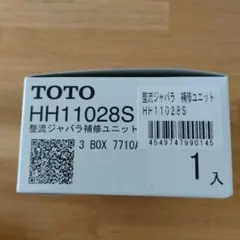 TOTO
HH11028S
整流ジャバラ補修ユニット
3 BOX 7710A
整流ジャバラ 補修ユニット
HH11028S
4549747990145
1入